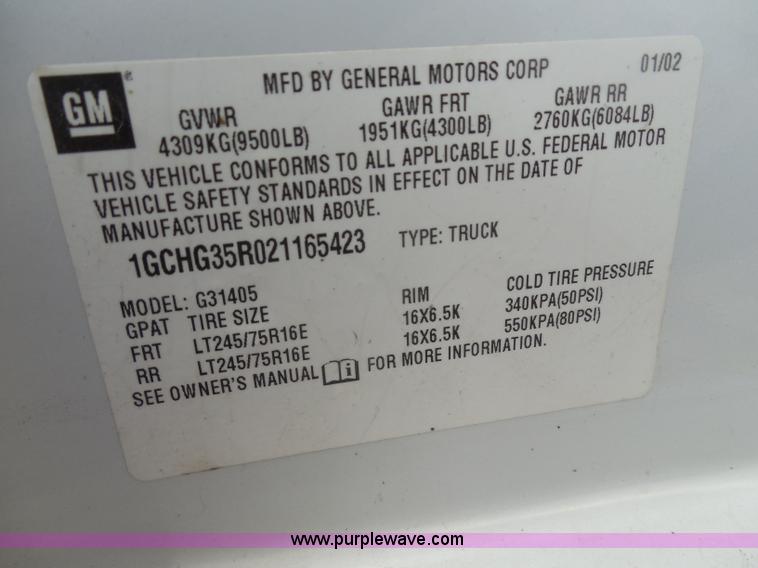 GM®
MFD BY GENERAL MOTORS CORP 01/02
GVWR GAWR FRT GAWR RR
4309KG(9500LB) 1951KG(4300LB) 2760KG(6084LB)
THIS VEHICLE CONFORMS TO ALL APPLICABLE U.S. FEDERAL MOTOR
VEHICLE SAFETY STANDARDS IN EFFECT ON THE DATE OF
MANUFACTURE SHOWN ABOVE.
1GCHG35R021165423 TYPE: TRUCK
MODEL: G31405
GPAT TIRE SIZE RIM COLD TIRE PRESSURE
FRT LT245/75R16E 16X6.5K 340KPA(50PSI)
RR LT245/75R16E 16X6.5K 550KPA(80PSI)
SEE OWNER'S MANUAL i FOR MORE INFORMATION.
www.purplewave.com